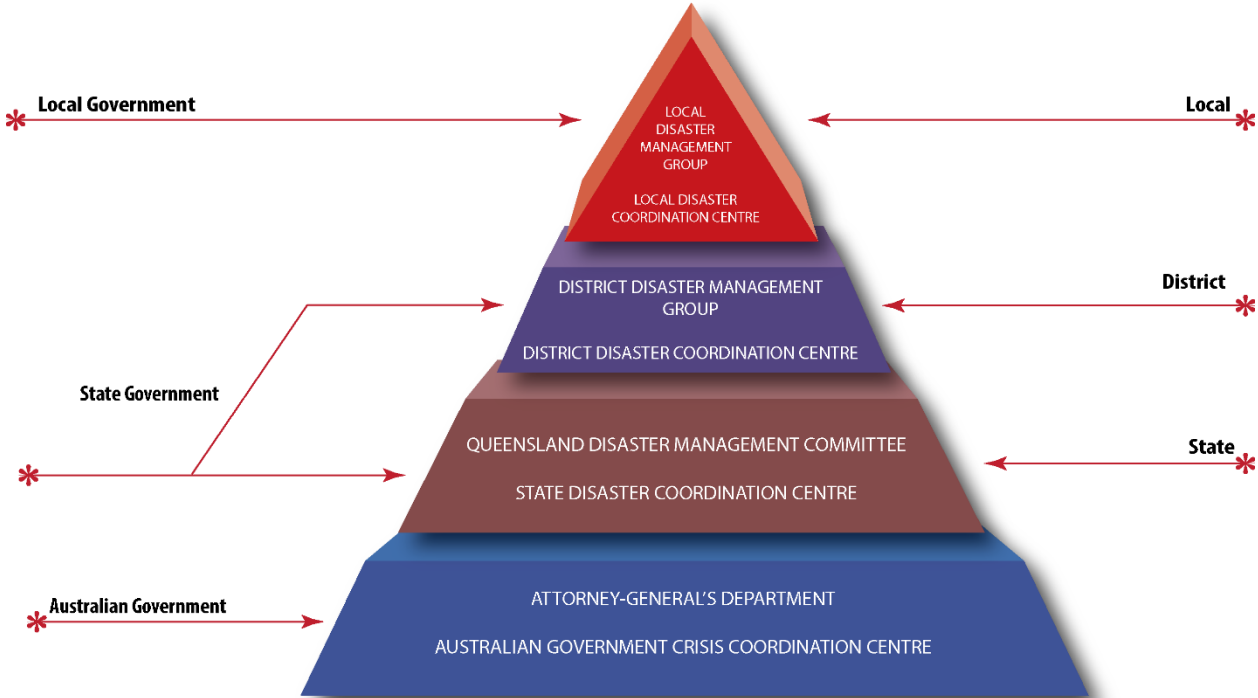 Local Government
Local
LOCAL
DISASTER
MANAGEMENT
GROUP
LOCAL DISASTER
COORDINATION CENTRE
District
DISTRICT DISASTER MANAGEMENT
GROUP
DISTRICT DISASTER COORDINATION CENTRE
State Government
QUEENSLAND DISASTER MANAGEMENT COMMITTEE
State
STATE DISASTER COORDINATION CENTRE
Australian Government
ATTORNEY-GENERAL'S DEPARTMENT
AUSTRALIAN GOVERNMENT CRISIS COORDINATION CENTRE